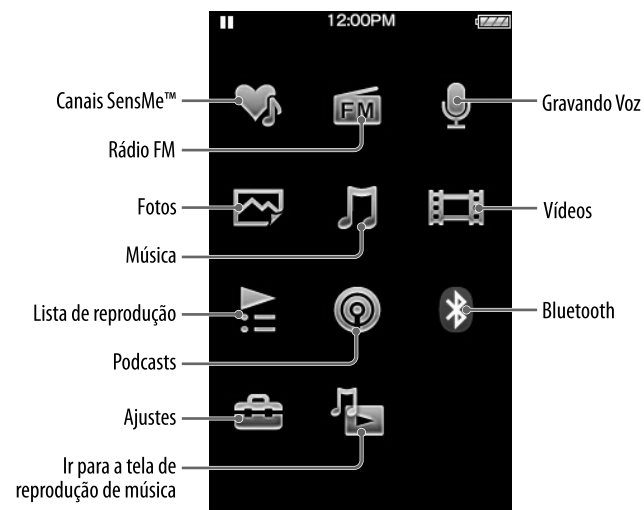 12:00PM
Canais SensMe™
FM
Gravando Voz
Rádio FM
Fotos
Vídeos
Música
Lista de reprodução
Bluetooth
Podcasts
Ajustes
Ir para a tela de
reprodução de música